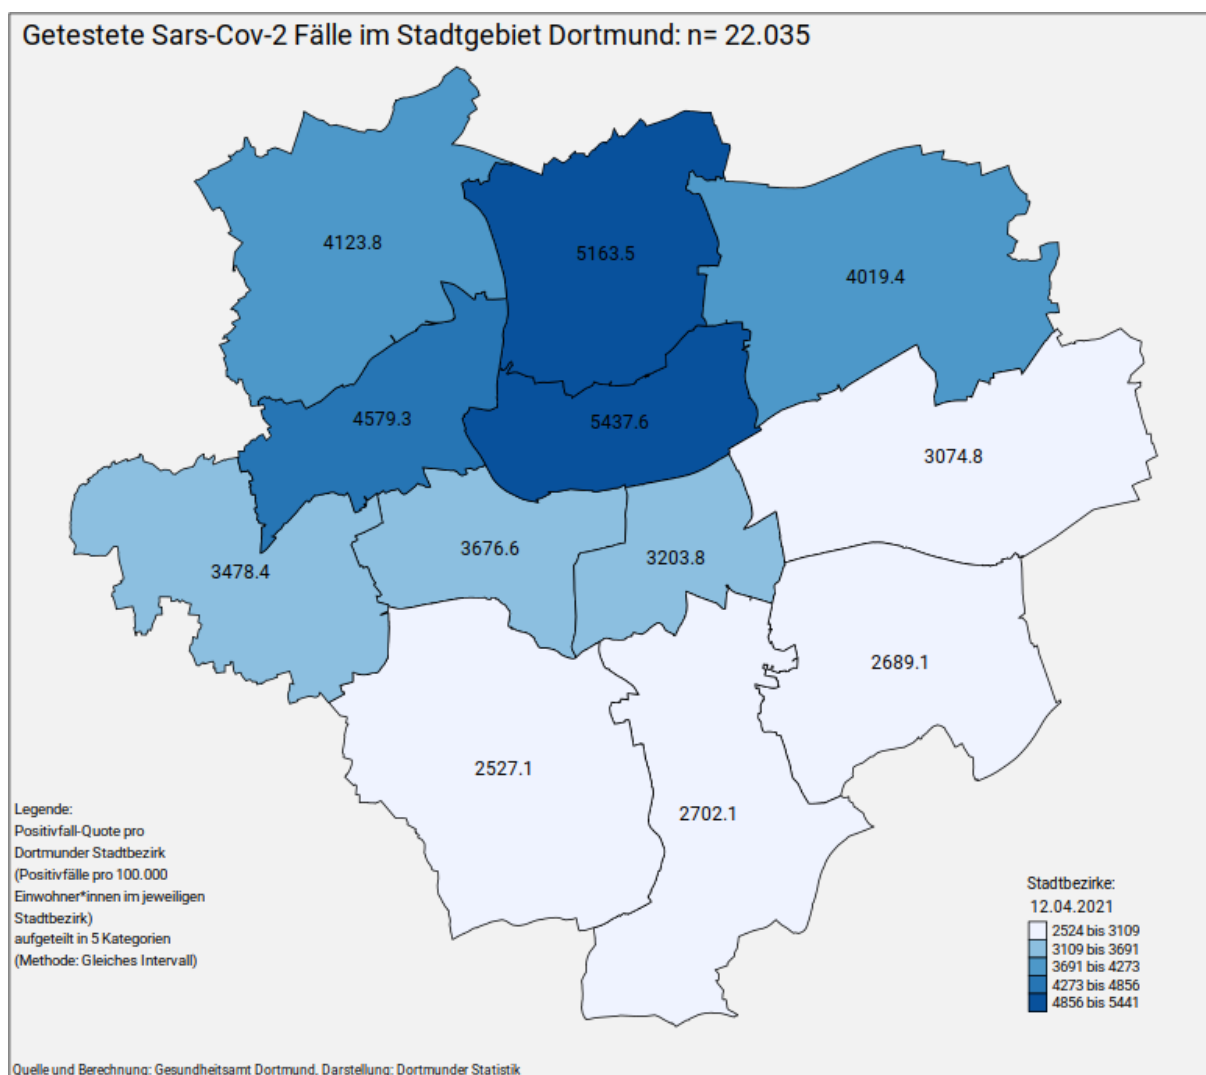 Getestete Sars-Cov-2 Fälle im Stadtgebiet Dortmund: n= 22.035
4123.8
5163.5
4019.4
4579.3
5437.6
3074.8
3478.4
3676.6
3203.8
2689.1
2527.1
2702.1
Legende:
Positivfall-Quote pro
Dortmunder Stadtbezirk
(Positivfälle pro 100.000
Einwohner*innen im jeweiligen
Stadtbezirk)
aufgeteilt in 5 Kategorien
(Methode: Gleiches Intervall)
Stadtbezirke:
12.04.2021
2524 bis 3109
3109 bis 3691
3691 bis 4273
4273 bis 4856
4856 bis 5441
Quelle und Berechnung: Gesundheitsamt Dortmund, Darstellung: Dortmunder Statistik